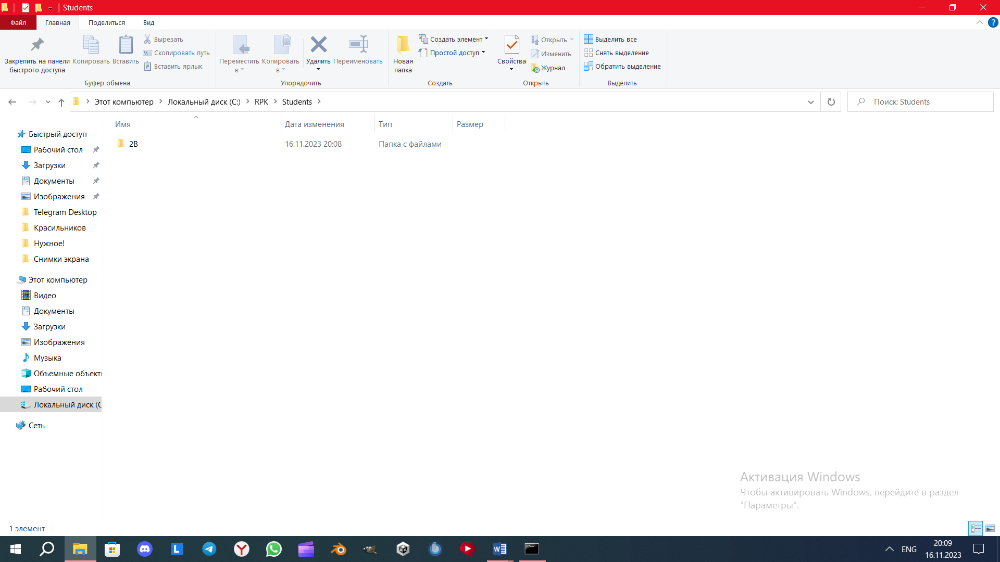 Students
Файл Главная Поделиться Вид
Закрепить на панели быстрого доступа
Копировать
Вставить
Вырезать
Скопировать путь
Вставить ярлык
Буфер обмена
Переместить в
Копировать в
Удалить
Переименовать
Упорядочить
Новая папка
Создать элемент
Простой доступ
Создать
Свойства
Открыть
Изменить
Журнал
Открыть
Выделить все
Снять выделение
Обратить выделение
Выделить
Этот компьютер Локальный диск (C:) RPK Students
Поиск: Students
Имя Дата изменения Тип Размер
2B 16.11.2023 20:08 Папка с файлами
Быстрый доступ
Рабочий стол
Загрузки
Документы
Изображения
Telegram Desktop
Красильников
Нужное!
Снимки экрана
Этот компьютер
Видео
Документы
Загрузки
Изображения
Музыка
Объемные объект
Рабочий стол
Локальный диск (C
Сеть
Активация Windows
Чтобы активировать Windows, перейдите в раздел
"Параметры".
1 элемент
ENG
20:09
16.11.2023